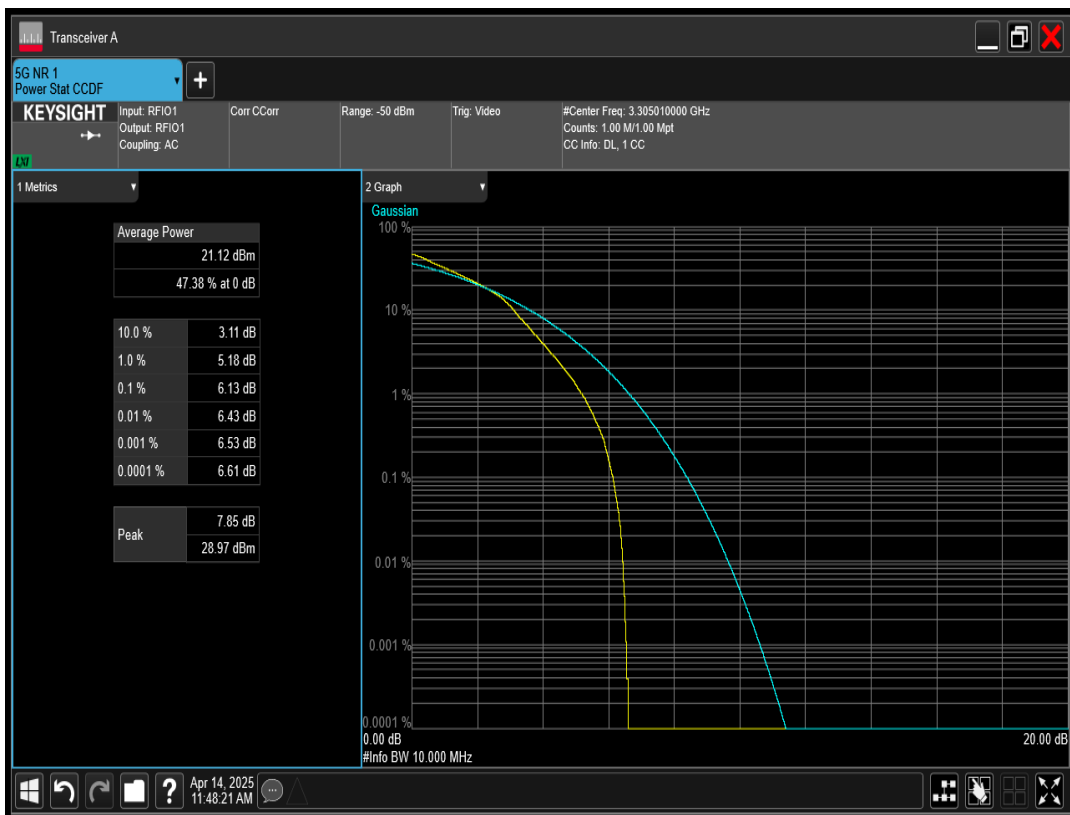 Transceiver A
5G NR 1
Power Stat CCDF
+
KEYSIGHT
LXI
Input: RFIO1
Output: RFIO1
Coupling: AC
Corr CCorr
Range: -50 dBm
Trig: Video
#Center Freq: 3.305010000 GHz
Counts: 1.00 M/1.00 Mpt
CC Info: DL, 1 CC
1 Metrics
Average Power
21.12 dBm
47.38 % at 0 dB
10.0 % 3.11 dB
1.0 % 5.18 dB
0.1 % 6.13 dB
0.01 % 6.43 dB
0.001 % 6.53 dB
0.0001 % 6.61 dB
Peak
7.85 dB
28.97 dBm
2 Graph
Gaussian
100 %
10 %
1 %
0.1 %
0.01 %
0.001 %
0.0001 %
0.00 dB 20.00 dB
#Info BW 10.000 MHz
?
Apr 14, 2025
11:48:21 AM